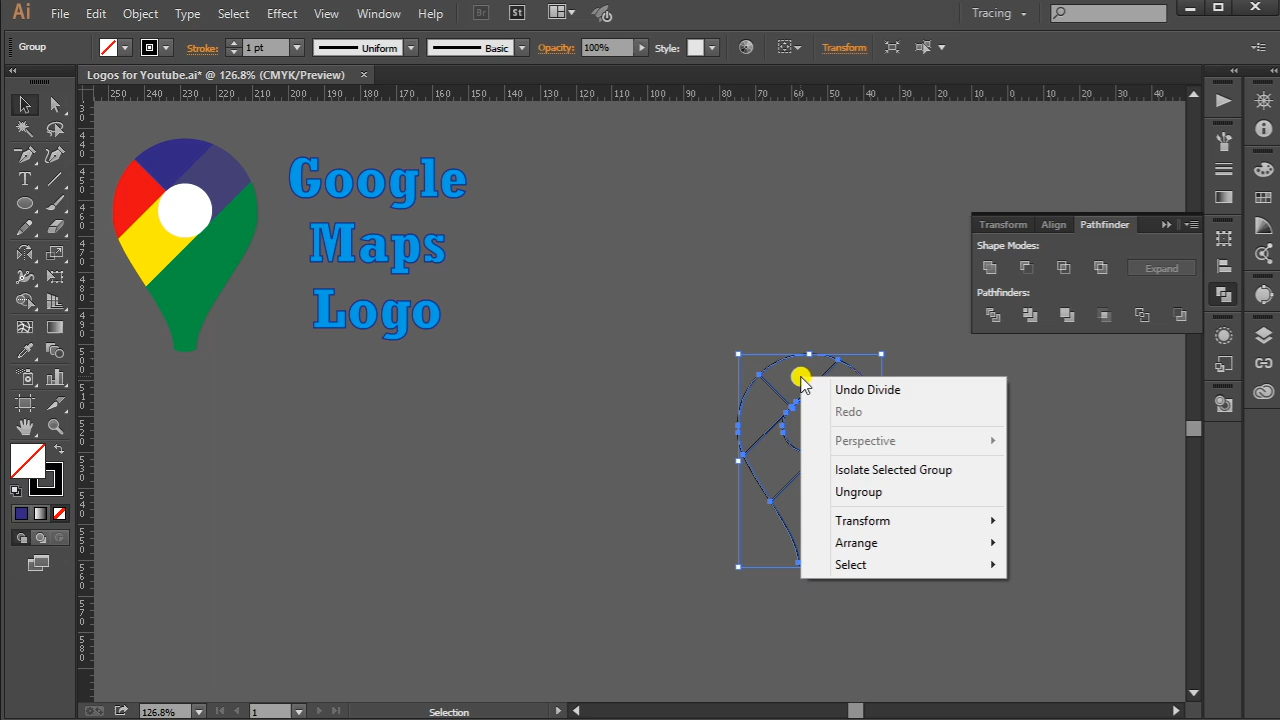 Ai File Edit Object Type Select Effect View Window Help Br St Tracing
Group Stroke: 1 pt Uniform Basic Opacity: 100% Style: Transform
Logos for Youtube.ai* @ 126.8% (CMYK/Preview)
250 240 230 220 210 200 190 180 170 160 150 140 130 120 110 100 90 80 70 60 50 40 30 20 10 0 10 20 30 40
Google
Maps
Logo
Transform Align Pathfinder
Shape Modes:
Expand
Pathfinders:
Undo Divide
Redo
Perspective
Isolate Selected Group
Ungroup
Transform
Arrange
Select
126.8% 1 Selection